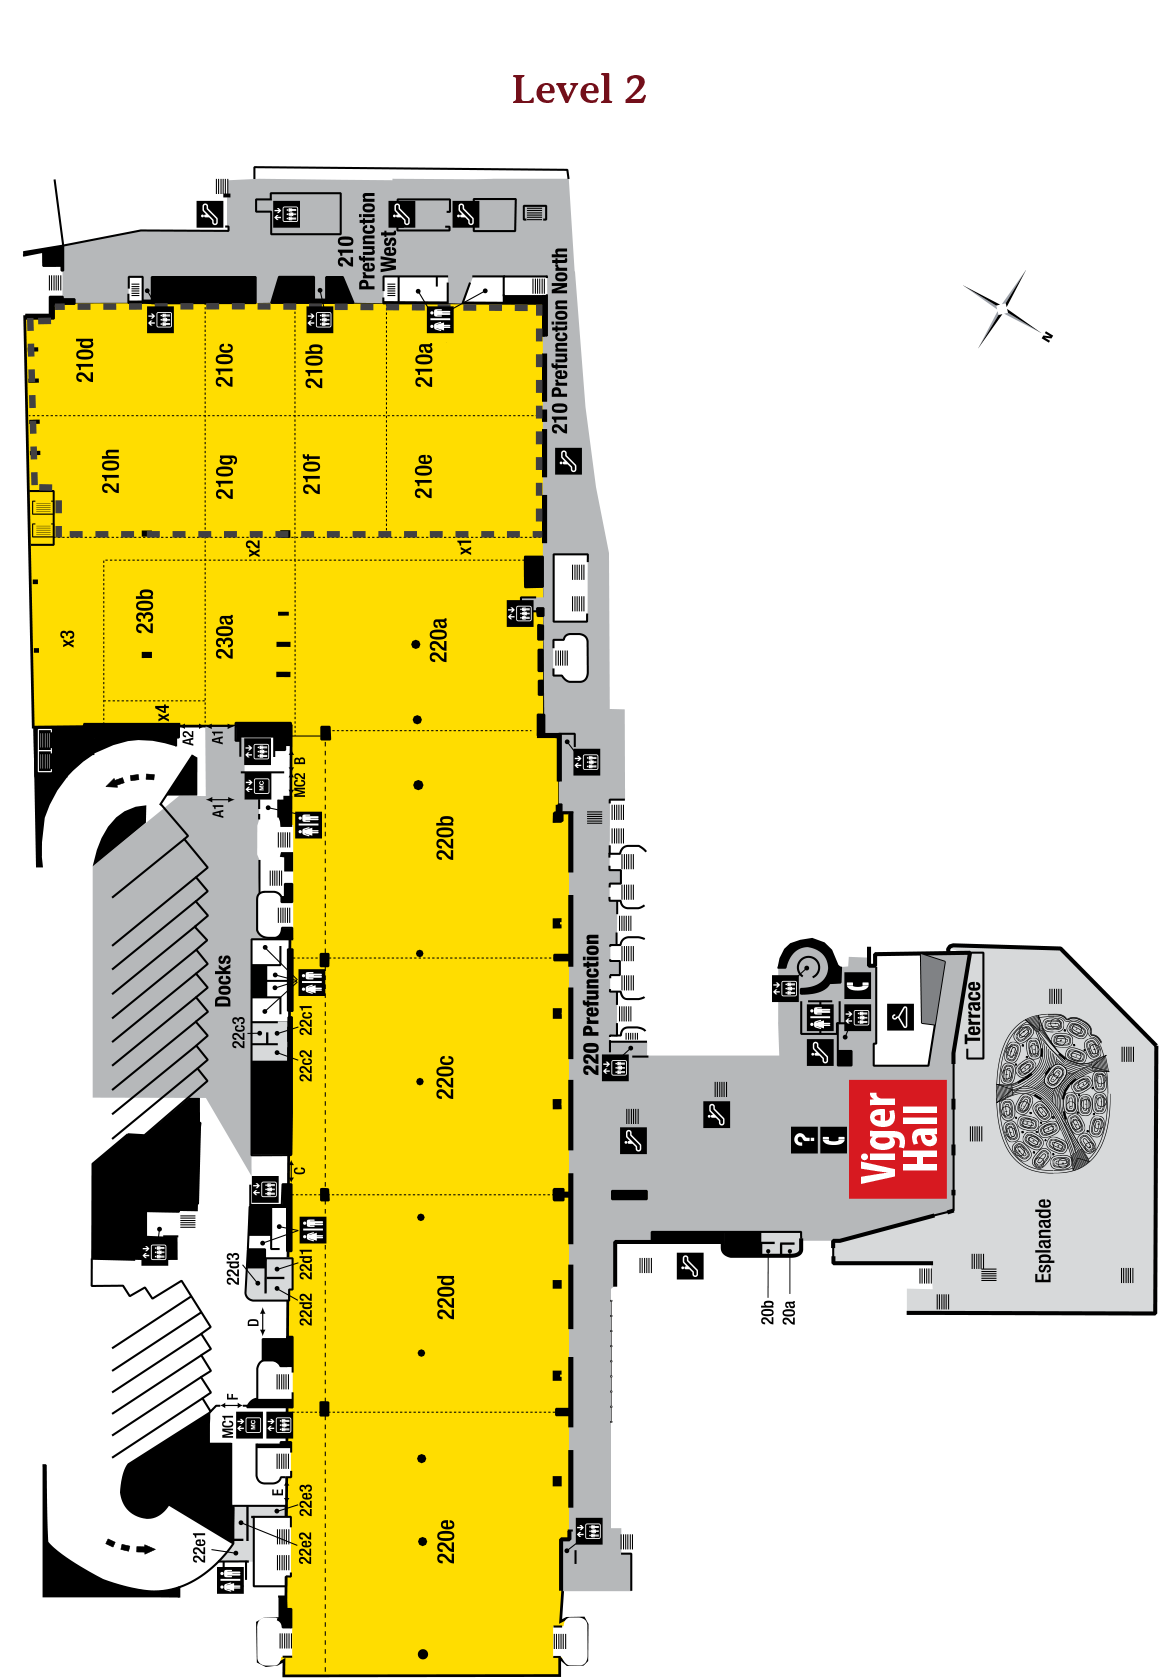 Level 2
210
Prefunction
West
210 Prefunction North
N
210d
210c
210b
210a
210h
210g
210f
210e
x2
x1
230b
230a
x3
220a
x4
A2
A1
B
MC
MC2
A1
220b
Docks
220 Prefunction
22c3
22c1
22c2
220c
Terrace
?
Viger
Hall
C
22d3
22d1
22d2
220d
D
Esplanade
20b
20a
F
MC1
MC
E
22e3
22e1
22e2
220e